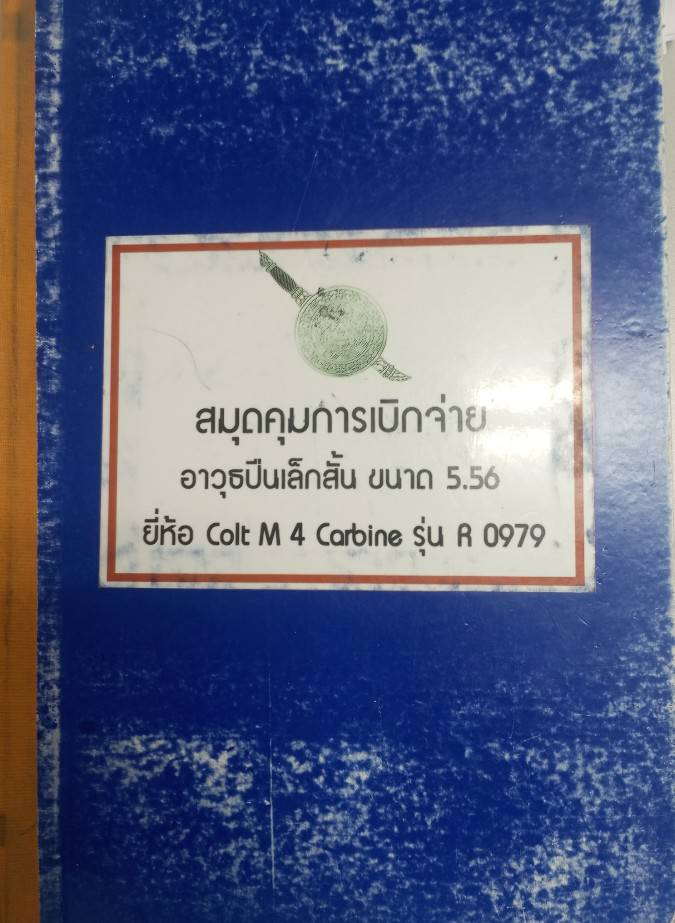 สมุดคุมการเบิกจ่าย
อาวุธปืนเล็กสั้น ขนาด 5.56
ยี่ห้อ Colt M 4 Carbine รุ่น R 0979